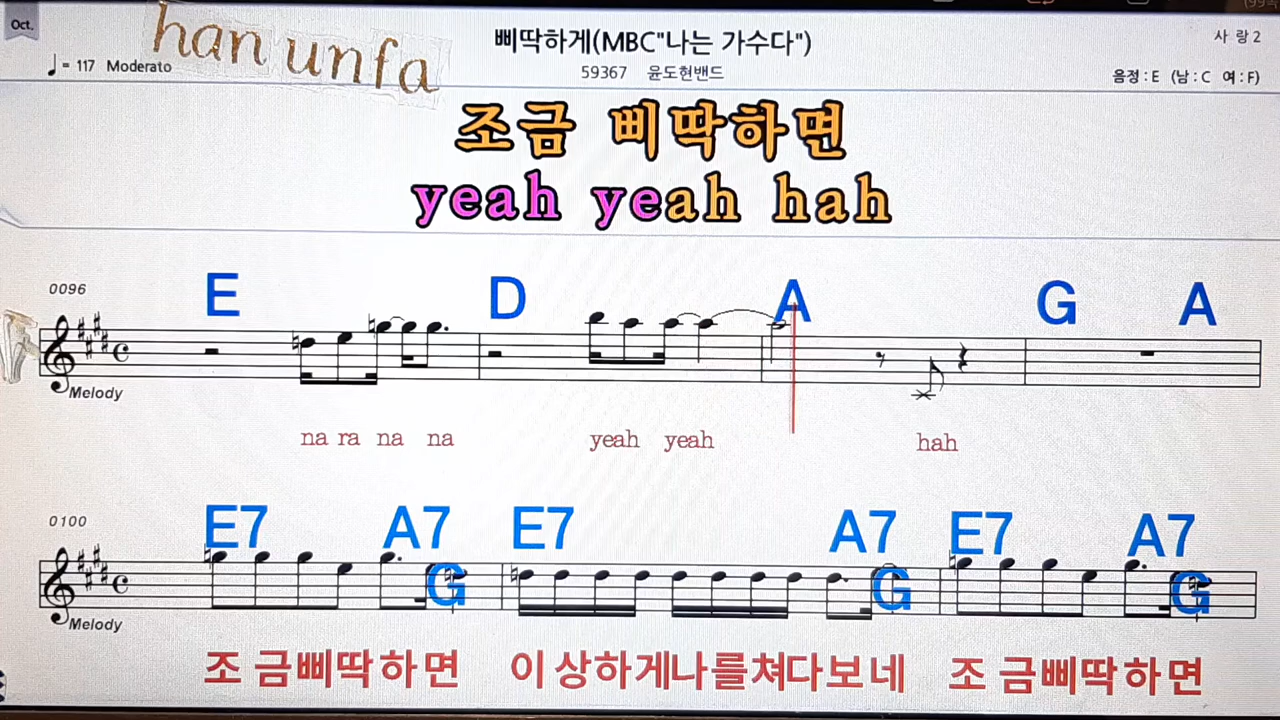 Oct.
han unfa
삐딱하게(MBC"나는 가수다")
사 랑 2
♩ = 117 Moderato
59367 윤도현밴드
음정 : E (남 : C 여 : F)
조금 삐딱하면
yeah yeah hah
0096
E D A G A
Melody
na ra na na yeah yeah hah
0100
E7 A7 G E7 A7 G E7 A7 G
Melody
조 금삐딱하면 이상하게나를쳐다보네 조 금삐딱하면